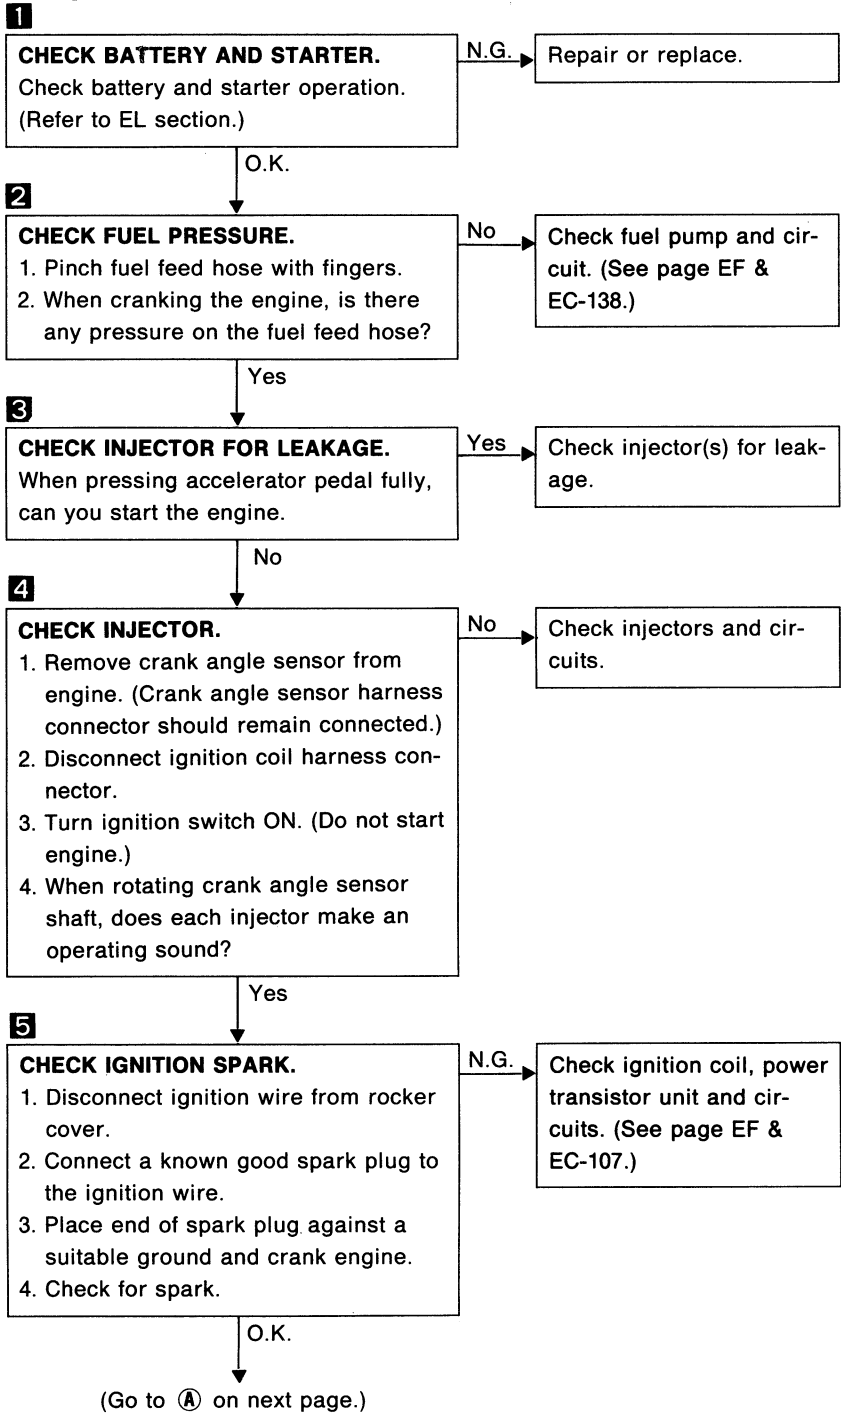 1
CHECK BATTERY AND STARTER.
Check battery and starter operation.
(Refer to EL section.)
N.G.
Repair or replace.
O.K.
2
CHECK FUEL PRESSURE.
1. Pinch fuel feed hose with fingers.
2. When cranking the engine, is there
any pressure on the fuel feed hose?
No
Check fuel pump and cir-
cuit. (See page EF &
EC-138.)
Yes
3
CHECK INJECTOR FOR LEAKAGE.
When pressing accelerator pedal fully,
can you start the engine.
Yes
Check injector(s) for leak-
age.
No
4
CHECK INJECTOR.
1. Remove crank angle sensor from
engine. (Crank angle sensor harness
connector should remain connected.)
2. Disconnect ignition coil harness con-
nector.
3. Turn ignition switch ON. (Do not start
engine.)
4. When rotating crank angle sensor
shaft, does each injector make an
operating sound?
No
Check injectors and cir-
cuits.
Yes
5
CHECK IGNITION SPARK.
1. Disconnect ignition wire from rocker
cover.
2. Connect a known good spark plug to
the ignition wire.
3. Place end of spark plug against a
suitable ground and crank engine.
4. Check for spark.
N.G.
Check ignition coil, power
transistor unit and cir-
cuits. (See page EF &
EC-107.)
O.K.
(Go to Ⓐ on next page.)